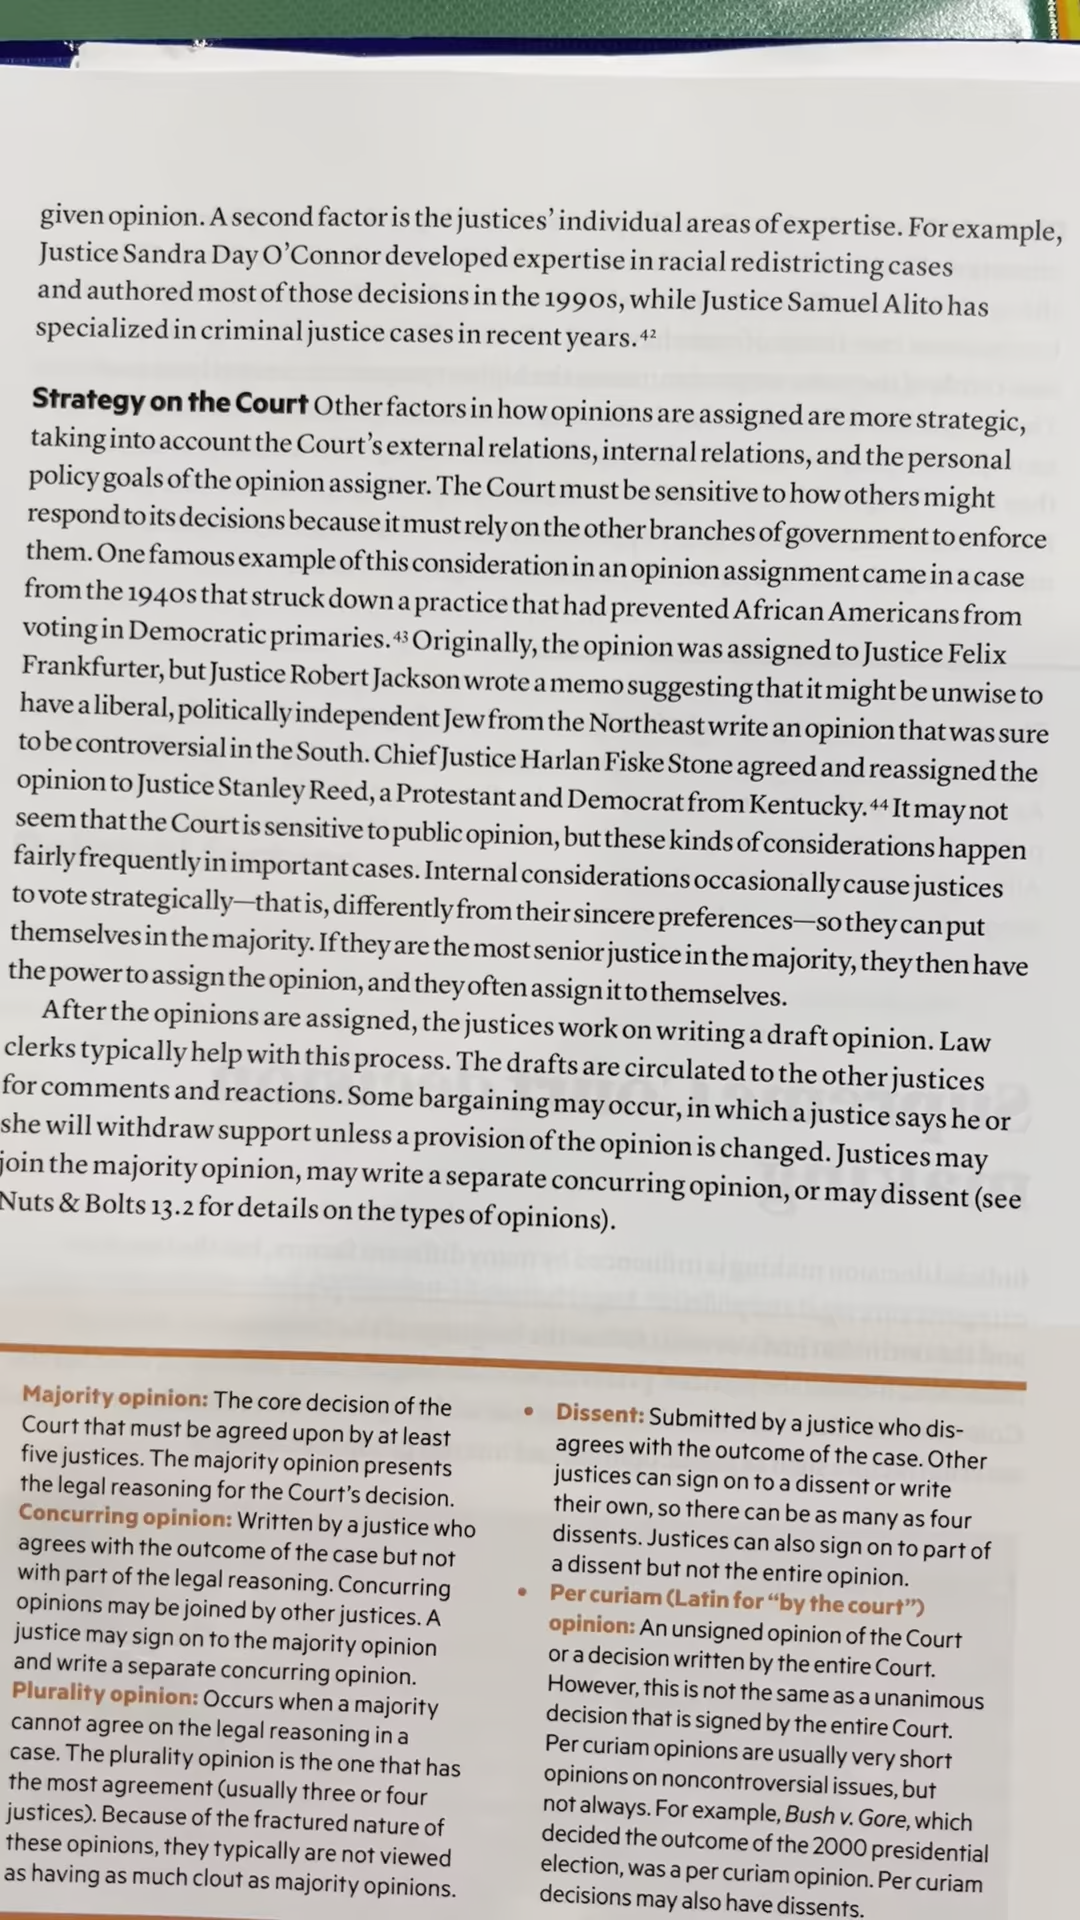 given opinion. A second factor is the justices' individual areas of expertise. For example,
Justice Sandra Day O'Connor developed expertise in racial redistricting cases
and authored most of those decisions in the 1990s, while Justice Samuel Alito has
specialized in criminal justice cases in recent years.42
Strategy on the Court Other factors in how opinions are assigned are more strategic,
taking into account the Court's external relations, internal relations, and the personal
policy goals of the opinion assigner. The Court must be sensitive to how others might
respond to its decisions because it must rely on the other branches of government to enforce
them. One famous example of this consideration in an opinion assignment came in a case
from the 1940s that struck down a practice that had prevented African Americans from
voting in Democratic primaries.43 Originally, the opinion was assigned to Justice Felix
Frankfurter, but Justice Robert Jackson wrote a memo suggesting that it might be unwise to
have a liberal, politically independent Jew from the Northeast write an opinion that was sure
to be controversial in the South. Chief Justice Harlan Fiske Stone agreed and reassigned the
opinion to Justice Stanley Reed, a Protestant and Democrat from Kentucky.44 It may not
seem that the Court is sensitive to public opinion, but these kinds of considerations happen
fairly frequently in important cases. Internal considerations occasionally cause justices
to vote strategically—that is, differently from their sincere preferences—so they can put
themselves in the majority. If they are the most senior justice in the majority, they then have
the power to assign the opinion, and they often assign it to themselves.
After the opinions are assigned, the justices work on writing a draft opinion. Law
clerks typically help with this process. The drafts are circulated to the other justices
for comments and reactions. Some bargaining may occur, in which a justice says he or
she will withdraw support unless a provision of the opinion is changed. Justices may
join the majority opinion, may write a separate concurring opinion, or may dissent (see
Nuts & Bolts 13.2 for details on the types of opinions).
Majority opinion: The core decision of the
Court that must be agreed upon by at least
five justices. The majority opinion presents
the legal reasoning for the Court's decision.
Concurring opinion: Written by a justice who
agrees with the outcome of the case but not
with part of the legal reasoning. Concurring
opinions may be joined by other justices. A
justice may sign on to the majority opinion
and write a separate concurring opinion.
Plurality opinion: Occurs when a majority
cannot agree on the legal reasoning in a
case. The plurality opinion is the one that has
the most agreement (usually three or four
justices). Because of the fractured nature of
these opinions, they typically are not viewed
as having as much clout as majority opinions.
• Dissent: Submitted by a justice who dis-
agrees with the outcome of the case. Other
justices can sign on to a dissent or write
their own, so there can be as many as four
dissents. Justices can also sign on to part of
a dissent but not the entire opinion.
• Per curiam (Latin for "by the court")
opinion: An unsigned opinion of the Court
or a decision written by the entire Court.
However, this is not the same as a unanimous
decision that is signed by the entire Court.
Per curiam opinions are usually very short
opinions on noncontroversial issues, but
not always. For example, Bush v. Gore, which
decided the outcome of the 2000 presidential
election, was a per curiam opinion. Per curiam
decisions may also have dissents.